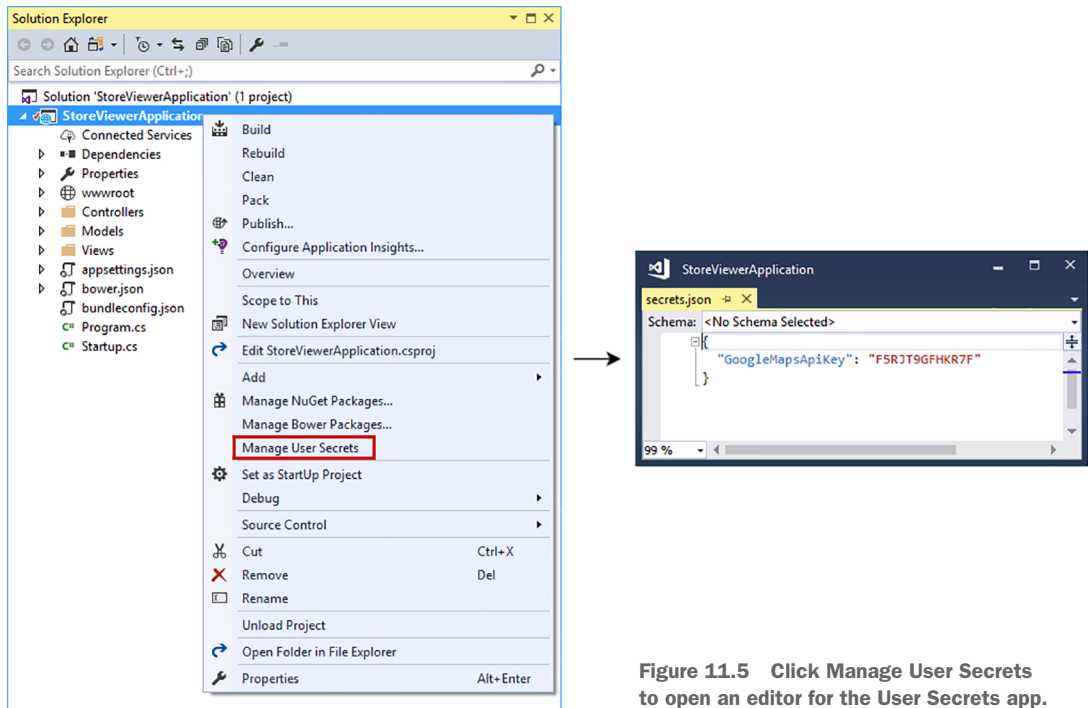 Solution Explorer
Search Solution Explorer (Ctrl+;)
Solution 'StoreViewerApplication' (1 project)
StoreViewerApplication
Connected Services
Dependencies
Properties
wwwroot
Controllers
Models
Views
appsettings.json
bower.json
bundleconfig.json
C# Program.cs
C# Startup.cs
Build
Rebuild
Clean
Pack
Publish...
Configure Application Insights...
Overview
Scope to This
New Solution Explorer View
Edit StoreViewerApplication.csproj
Add
Manage NuGet Packages...
Manage Bower Packages...
Manage User Secrets
Set as StartUp Project
Debug
Source Control
Cut Ctrl+X
Remove Del
Rename
Unload Project
Open Folder in File Explorer
Properties Alt+Enter
StoreViewerApplication
secrets.json
Schema: <No Schema Selected>
{
"GoogleMapsApiKey": "F5RJT9GFHKR7F"
}
99 %
Figure 11.5 Click Manage User Secrets
to open an editor for the User Secrets app.